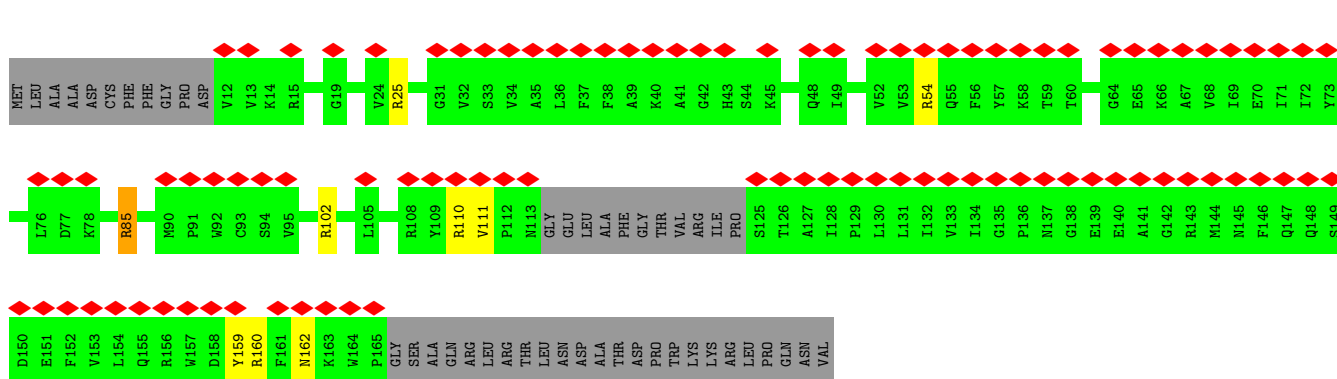 MET LEU ALA ALA ASP CYS PHE PHE GLY PRO ASP V12 V13 K14 R15 G19 V24 R25 G31 V32 S33 V34 A35 L36 F37 F38 A39 K40 A41 G42 H43 S44 K45 Q48 I49 V52 V53 R54 Q55 F56 Y57 K58 T59 T60 G64 E65 K66 A67 V68 I69 E70 I71 I72 Y73
L76 D77 K78 R85 M90 P91 W92 C93 S94 V95 R102 L105 R108 Y109 R110 V111 P112 N113 GLY GLU LEU ALA PHE GLY THR VAL ARG ILE PRO S125 T126 A127 I128 P129 L130 L131 I132 V133 I134 G135 P136 N137 G138 E139 E140 A141 G142 R143 M144 N145 F146 Q147 Q148 S149
D150 E151 F152 V153 L154 Q155 R156 W157 D158 Y159 R160 F161 N162 K163 W164 P165 GLY SER ALA GLN ARG LEU ARG THR LEU ASN ASP ALA THR ASP PRO TRP LYS LYS ARG LEU PRO GLN ASN VAL